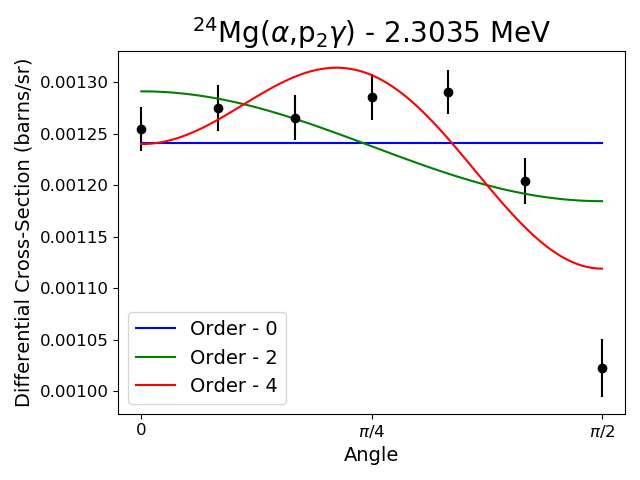 ²⁴Mg(α,p₂γ) - 2.3035 MeV
Differential Cross-Section (barns/sr)
0.00130
0.00125
0.00120
0.00115
0.00110
0.00105
0.00100
Order - 0
Order - 2
Order - 4
0
π/4
π/2
Angle